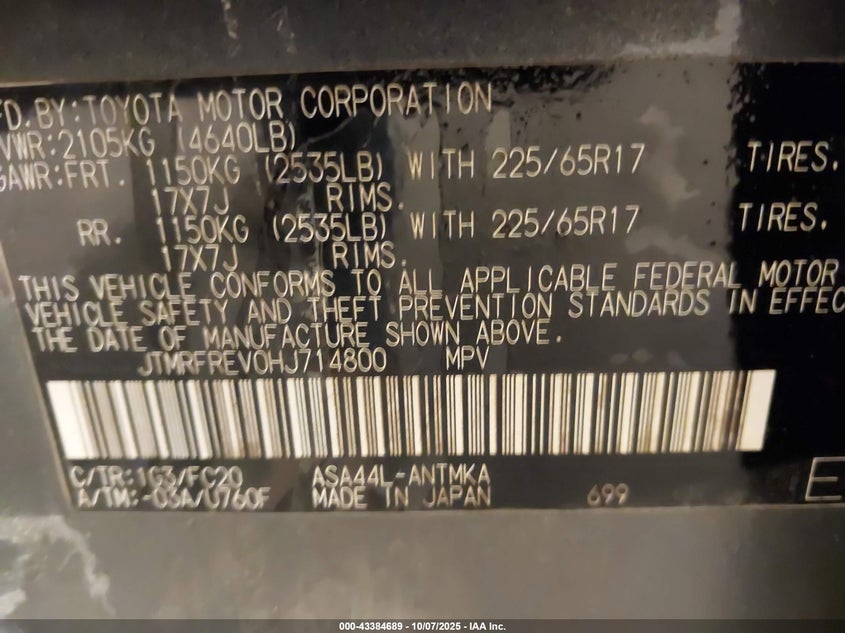 FD.BY:TOYOTA MOTOR CORPORATION
VWR:2105KG (4640LB)
GAWR:FRT. 1150KG (2535LB) WITH 225/65R17 TIRES.
17X7J RIMS.
RR. 1150KG (2535LB) WITH 225/65R17 TIRES.
17X7J RIMS.
THIS VEHICLE CONFORMS TO ALL APPLICABLE FEDERAL MOTOR
VEHICLE SAFETY AND THEFT PREVENTION STANDARDS IN EFFEC
THE DATE OF MANUFACTURE SHOWN ABOVE.
JTMRFREV0HJ714800 MPV
C/TR:1G3/FC20 ASA44L-ANTMKA
A/TM:-03A/U760F MADE IN JAPAN 699 E
000-43384689 - 10/07/2025 - IAA Inc.